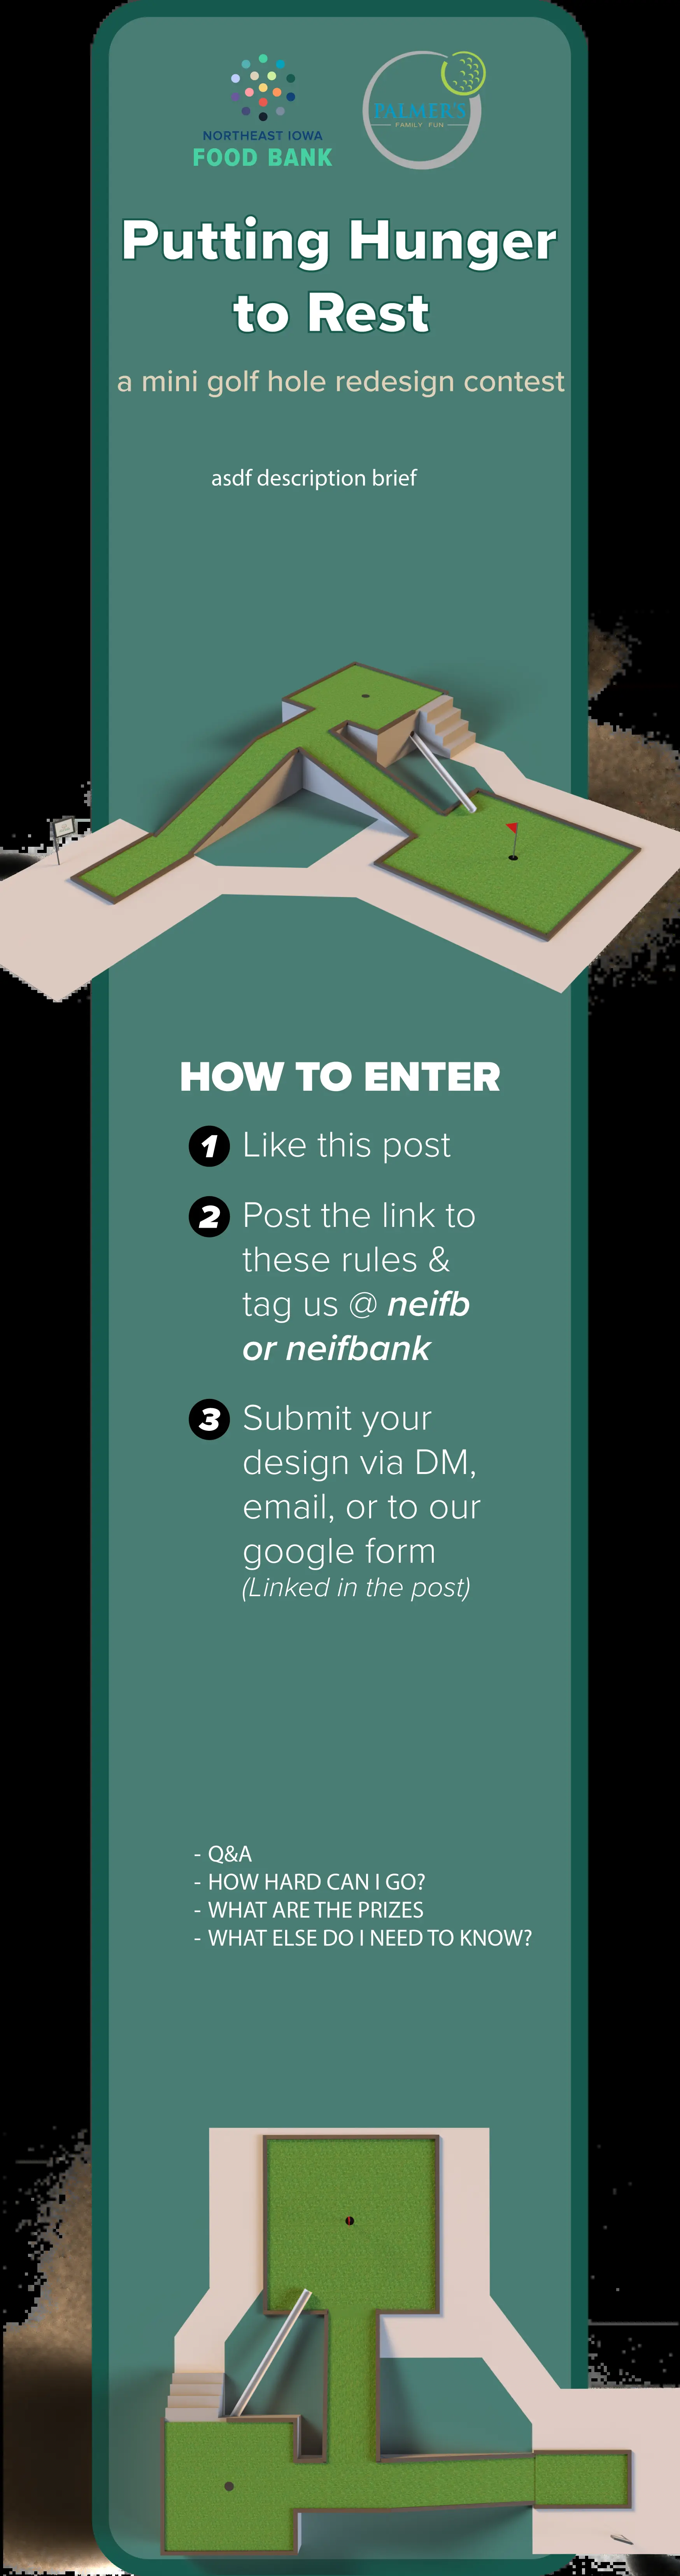 NORTHEAST IOWA
FOOD BANK
PALMER'S
FAMILY FUN
Putting Hunger
to Rest
a mini golf hole redesign contest
asdf description brief
HOW TO ENTER
1 Like this post
2 Post the link to
these rules &
tag us @ neifb
or neifbank
3 Submit your
design via DM,
email, or to our
google form
(Linked in the post)
- Q&A
- HOW HARD CAN I GO?
- WHAT ARE THE PRIZES
- WHAT ELSE DO I NEED TO KNOW?